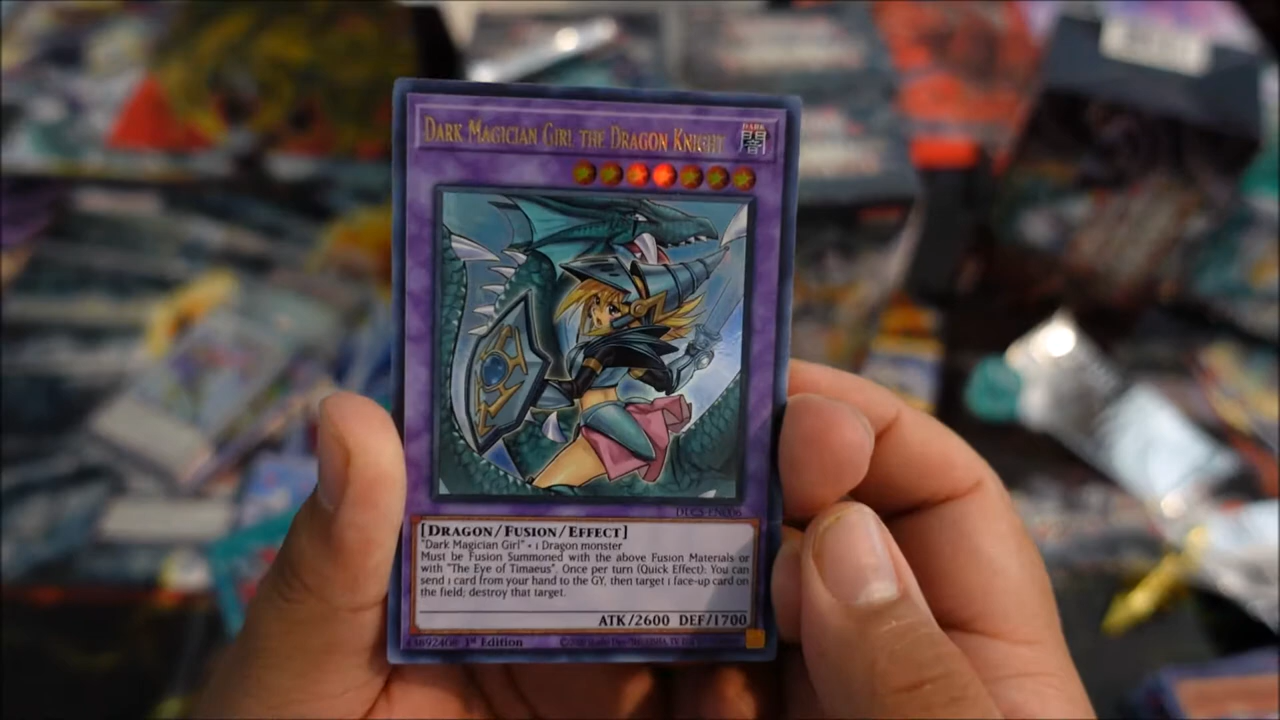 DARK MAGICIAN GIRL THE DRAGON KNIGHT
DARK
闇
DLCS-EN006
[DRAGON/FUSION/EFFECT]
"Dark Magician Girl" + 1 Dragon monster
Must be Fusion Summoned with the above Fusion Materials or
with "The Eye of Timaeus". Once per turn (Quick Effect): You can
send 1 card from your hand to the GY, then target 1 face-up card on
the field; destroy that target.
ATK/2600 DEF/1700
1st Edition